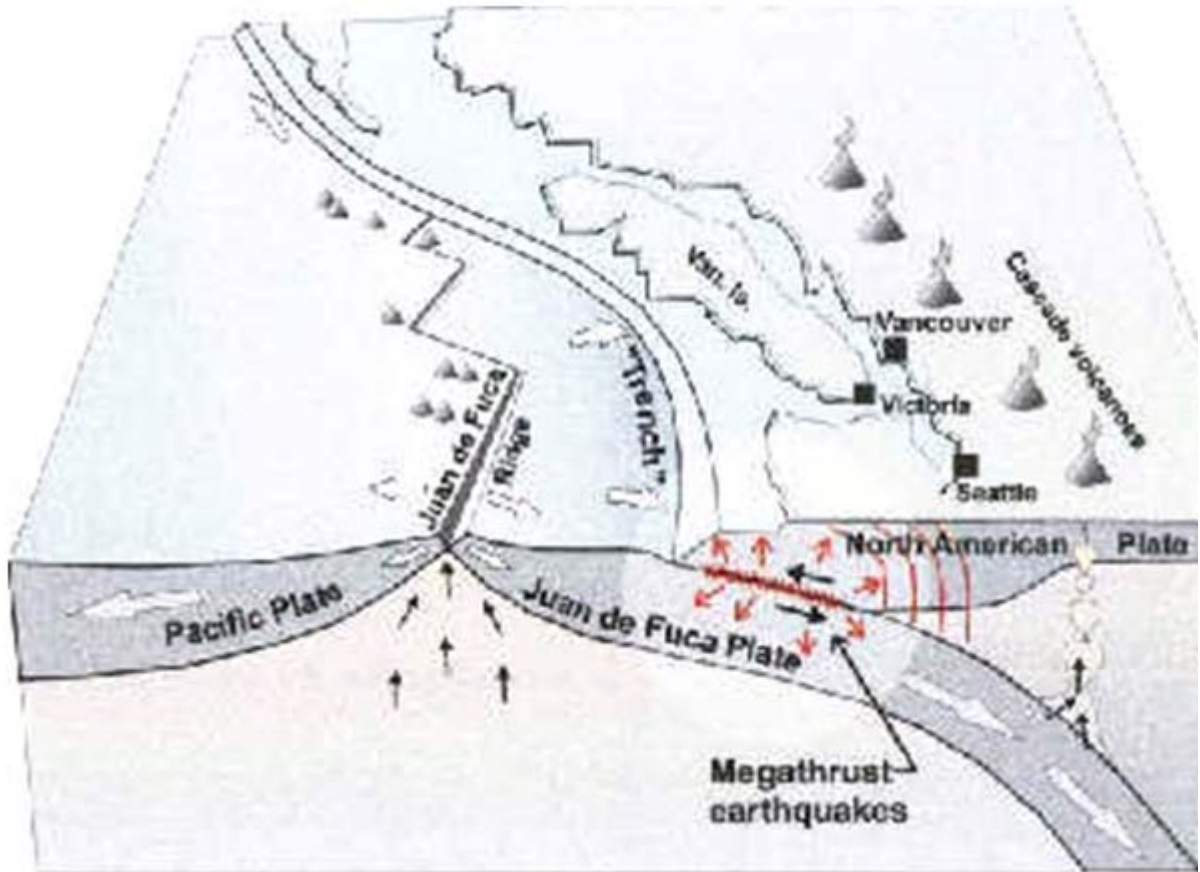 Van. Is.
Vancouver
Victoria
Seattle
Cascade volcanoes
"Trench"
Juan de Fuca
Ridge
North American Plate
Pacific Plate
Juan de Fuca Plate
Megathrust
earthquakes